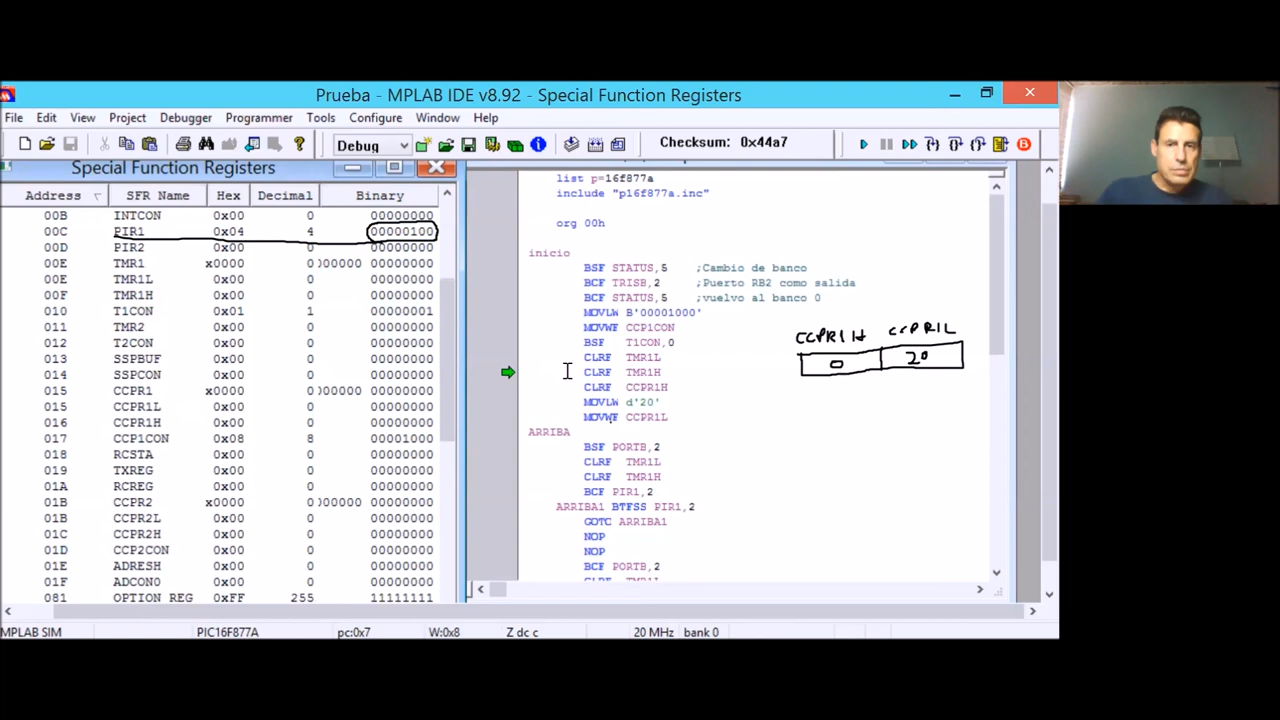 Prueba - MPLAB IDE v8.92 - Special Function Registers
File Edit View Project Debugger Programmer Tools Configure Window Help
Debug Checksum: 0x44a7
Special Function Registers
Address SFR Name Hex Decimal Binary
00B INTCON 0x00 0 00000000
00C PIR1 0x04 4 00000100
00D PIR2 0x00 0 00000000
00E TMR1 x0000 0 )000000 00000000
00E TMR1L 0x00 0 00000000
00F TMR1H 0x00 0 00000000
010 T1CON 0x01 1 00000001
011 TMR2 0x00 0 00000000
012 T2CON 0x00 0 00000000
013 SSPBUF 0x00 0 00000000
014 SSPCON 0x00 0 00000000
015 CCPR1 x0000 0 )000000 00000000
015 CCPR1L 0x00 0 00000000
016 CCPR1H 0x00 0 00000000
017 CCP1CON 0x08 8 00001000
018 RCSTA 0x00 0 00000000
019 TXREG 0x00 0 00000000
01A RCREG 0x00 0 00000000
01B CCPR2 x0000 0 )000000 00000000
01B CCPR2L 0x00 0 00000000
01C CCPR2H 0x00 0 00000000
01D CCP2CON 0x00 0 00000000
01E ADRESH 0x00 0 00000000
01F ADCON0 0x00 0 00000000
081 OPTION_REG 0xFF 255 11111111
list p=16f877a
include "p16f877a.inc"
org 00h
inicio
BSF STATUS,5 ;Cambio de banco
BCF TRISB,2 ;Puerto RB2 como salida
BCF STATUS,5 ;vuelvo al banco 0
MOVLW B'00001000'
MOVWF CCP1CON
BSF T1CON,0
CLRF TMR1L
CLRF TMR1H
CLRF CCPR1H
MOVLW d'20'
MOVWF CCPR1L
ARRIBA
BSF PORTB,2
CLRF TMR1L
CLRF TMR1H
BCF PIR1,2
ARRIBA1 BTFSS PIR1,2
GOTO ARRIBA1
NOP
NOP
BCF PORTB,2
CLRF TMR1L
CCPR1H CCPR1L
0 20
MPLAB SIM PIC16F877A pc:0x7 W:0x8 Z dc c 20 MHz bank 0